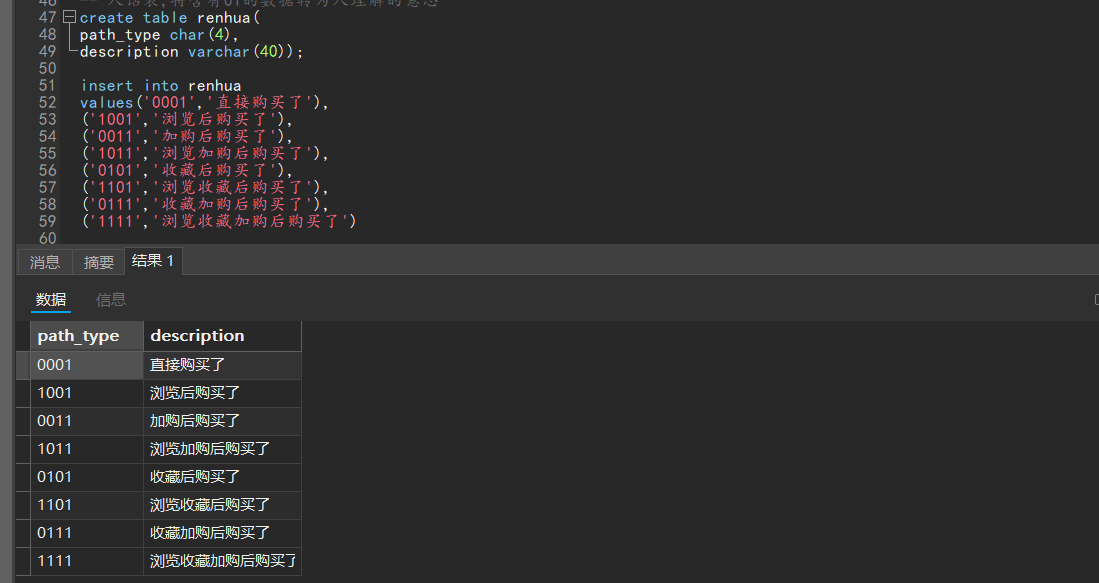 47 create table renhua(
48 path_type char(4),
49 description varchar(40));
50
51 insert into renhua
52 values('0001','直接购买了'),
53 ('1001','浏览后购买了'),
54 ('0011','加购后购买了'),
55 ('1011','浏览加购后购买了'),
56 ('0101','收藏后购买了'),
57 ('1101','浏览收藏后购买了'),
58 ('0111','收藏加购后购买了'),
59 ('1111','浏览收藏加购后购买了')
60
消息 摘要 结果 1
数据 信息
path_type description
0001 直接购买了
1001 浏览后购买了
0011 加购后购买了
1011 浏览加购后购买了
0101 收藏后购买了
1101 浏览收藏后购买了
0111 收藏加购后购买了
1111 浏览收藏加购后购买了